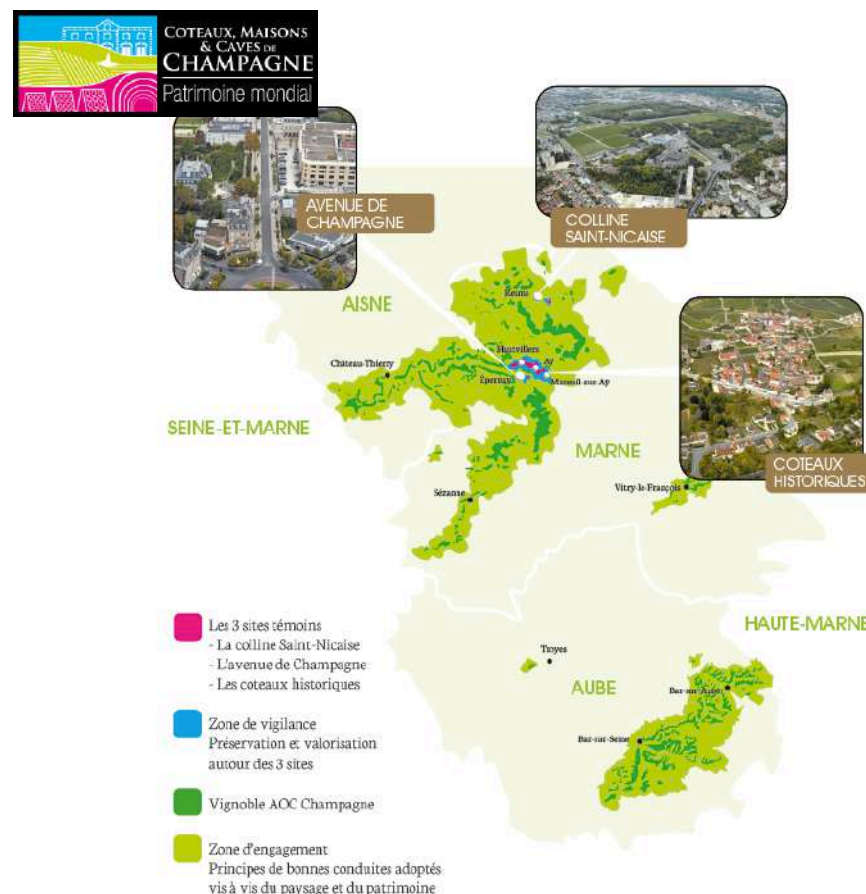 COTEAUX, MAISONS
& CAVES DE
CHAMPAGNE
Patrimoine mondial
AVENUE DE
CHAMPAGNE
COLLINE
SAINT-NICAISE
AISNE
Reims
Hautvillers
Aÿ
Château-Thierry
Épernay
Mareuil-sur-Aÿ
SEINE-ET-MARNE
MARNE
COTEAUX
HISTORIQUES
Sézanne
Vitry-le-François
HAUTE-MARNE
Les 3 sites témoins
- La colline Saint-Nicaise
- L'avenue de Champagne
- Les coteaux historiques
Troyes
AUBE
Bar-sur-Aube
Bar-sur-Seine
Zone de vigilance
Préservation et valorisation
autour des 3 sites
Vignoble AOC Champagne
Zone d'engagement
Principes de bonnes conduites adoptés
vis à vis du paysage et du patrimoine